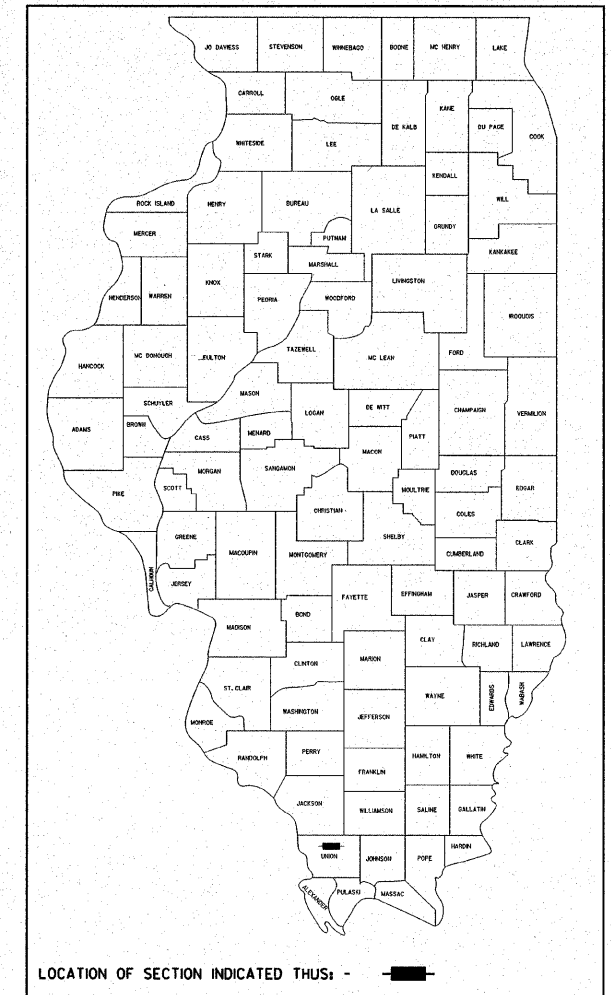 JO DAVIESS
STEVENSON
WINNEBAGO
BOONE
MC HENRY
LAKE
CARROLL
OGLE
DE KALB
KANE
DU PAGE
COOK
WHITESIDE
LEE
KENDALL
WILL
ROCK ISLAND
HENRY
BUREAU
LA SALLE
GRUNDY
MERCER
PUTNAM
KANKAKEE
STARK
MARSHALL
HENDERSON
WARREN
KNOX
PEORIA
WOODFORD
LIVINGSTON
IROQUOIS
HANCOCK
MC DONOUGH
FULTON
TAZEWELL
MC LEAN
FORD
MASON
SCHUYLER
LOGAN
DE WITT
CHAMPAIGN
VERMILION
ADAMS
BROWN
CASS
MENARD
PIATT
MACON
PIKE
SCOTT
MORGAN
SANGAMON
MOULTRIE
DOUGLAS
EDGAR
CHRISTIAN
COLES
SHELBY
CUMBERLAND
CLARK
GREENE
MACOUPIN
MONTGOMERY
CALHOUN
JERSEY
FAYETTE
EFFINGHAM
JASPER
CRAWFORD
MADISON
BOND
CLAY
RICHLAND
LAWRENCE
CLINTON
MARION
ST. CLAIR
WAYNE
EDWARDS
WABASH
MONROE
WASHINGTON
JEFFERSON
RANDOLPH
PERRY
HAMILTON
WHITE
FRANKLIN
JACKSON
WILLIAMSON
SALINE
GALLATIN
UNION
JOHNSON
POPE
HARDIN
ALEXANDER
PULASKI
MASSAC
LOCATION OF SECTION INDICATED THUS: -